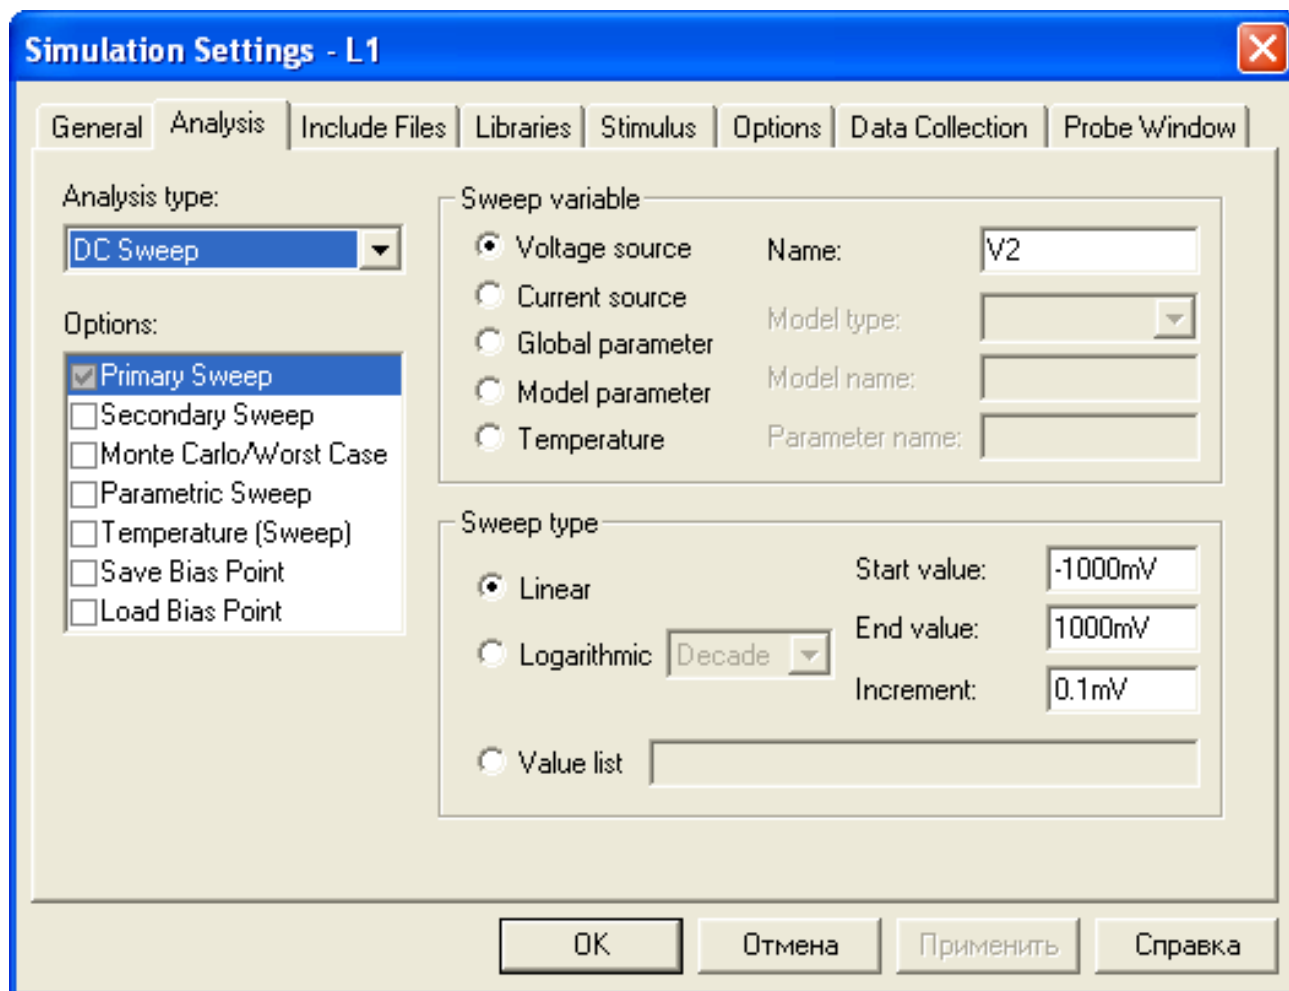 Simulation Settings - L1
General Analysis Include Files Libraries Stimulus Options Data Collection Probe Window
Analysis type:
DC Sweep
Options:
Primary Sweep
Secondary Sweep
Monte Carlo/Worst Case
Parametric Sweep
Temperature (Sweep)
Save Bias Point
Load Bias Point
Sweep variable
Voltage source
Current source
Global parameter
Model parameter
Temperature
Name: V2
Model type:
Model name:
Parameter name:
Sweep type
Linear
Logarithmic Decade
Value list
Start value: -1000mV
End value: 1000mV
Increment: 0.1mV
OK Отмена Применить Справка